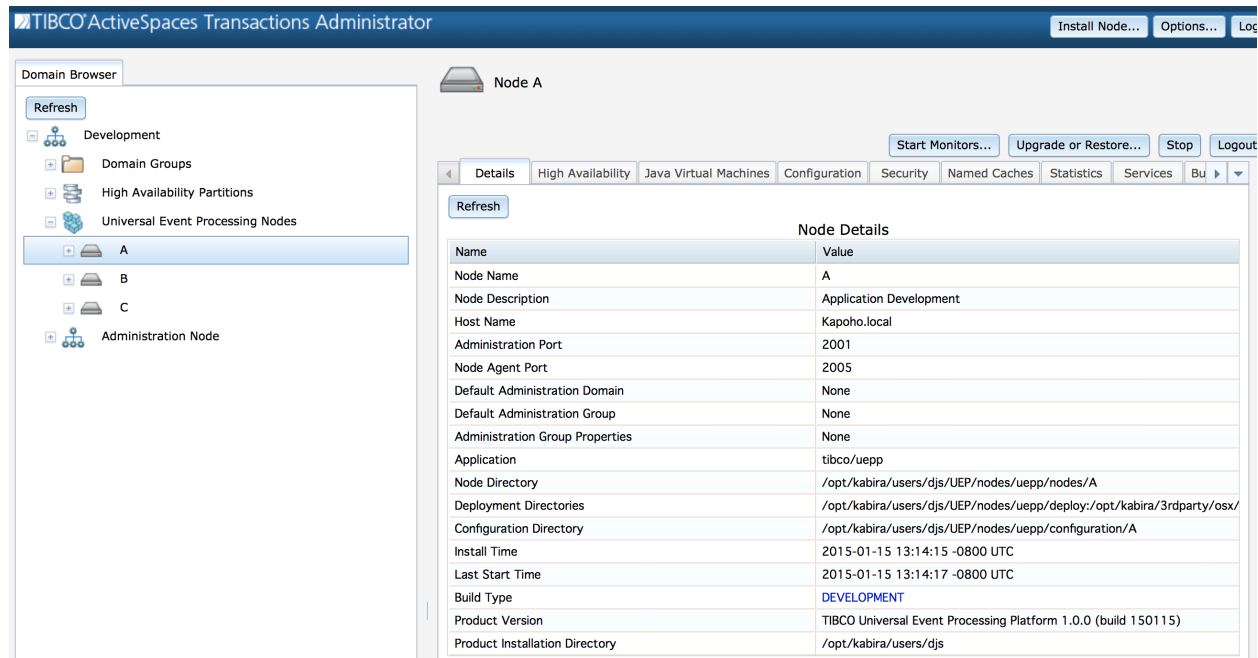 TIBCO® ActiveSpaces Transactions Administrator
Install Node... Options... Log
Domain Browser
Refresh
Development
Domain Groups
High Availability Partitions
Universal Event Processing Nodes
A
B
C
Administration Node
Node A
Start Monitors... Upgrade or Restore... Stop Logout
Details High Availability Java Virtual Machines Configuration Security Named Caches Statistics Services Bu
Refresh
Node Details
Name Value
Node Name A
Node Description Application Development
Host Name Kapoho.local
Administration Port 2001
Node Agent Port 2005
Default Administration Domain None
Default Administration Group None
Administration Group Properties None
Application tibco/uepp
Node Directory /opt/kabira/users/djs/UEP/nodes/uepp/nodes/A
Deployment Directories /opt/kabira/users/djs/UEP/nodes/uepp/deploy:/opt/kabira/3rdparty/osx/
Configuration Directory /opt/kabira/users/djs/UEP/nodes/uepp/configuration/A
Install Time 2015-01-15 13:14:15 -0800 UTC
Last Start Time 2015-01-15 13:14:17 -0800 UTC
Build Type DEVELOPMENT
Product Version TIBCO Universal Event Processing Platform 1.0.0 (build 150115)
Product Installation Directory /opt/kabira/users/djs